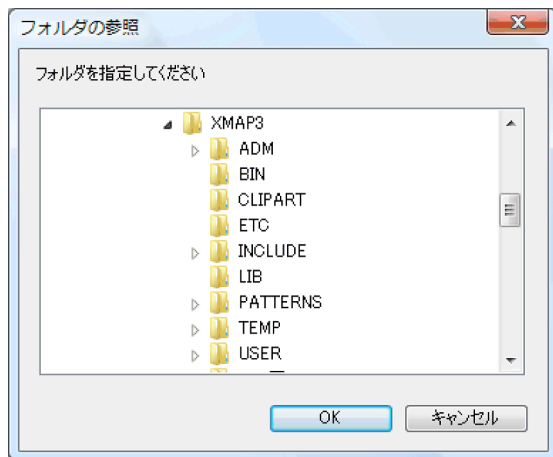 フォルダの参照
フォルダを指定してください
XMAP3
ADM
BIN
CLIPART
ETC
INCLUDE
LIB
PATTERNS
TEMP
USER
OK
キャンセル